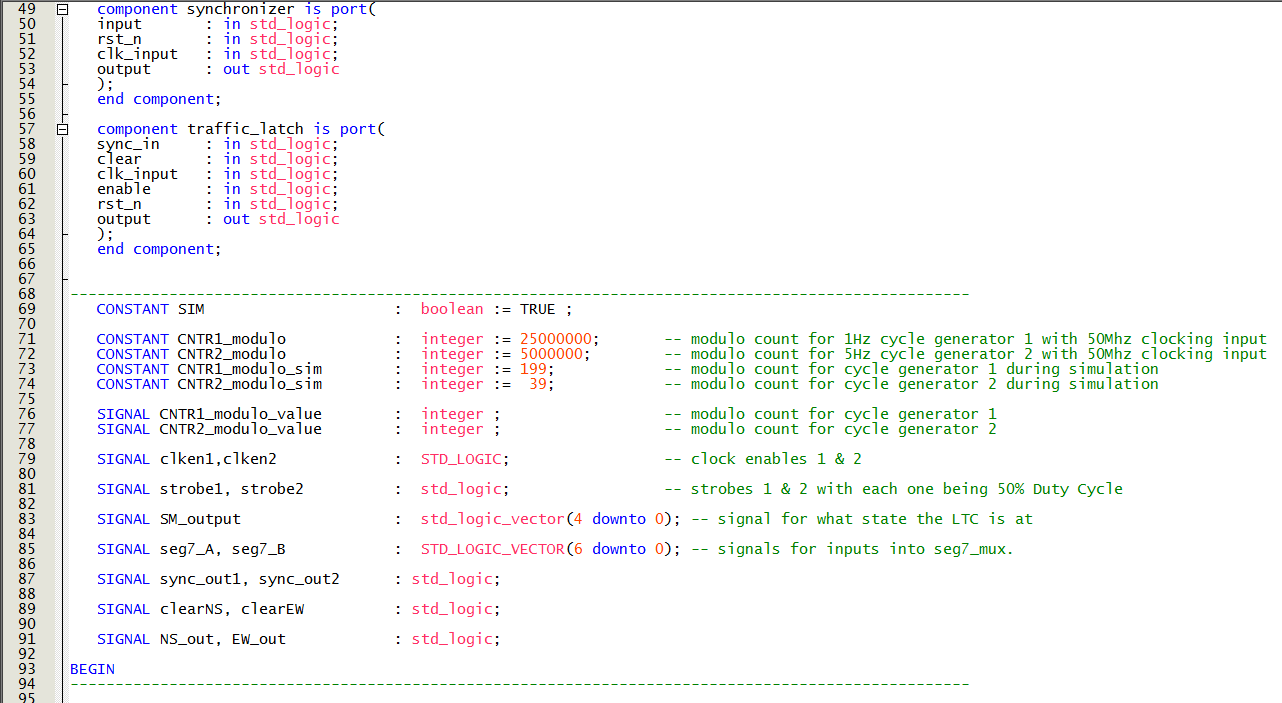 49 component synchronizer is port(
50 input : in std_logic;
51 rst_n : in std_logic;
52 clk_input : in std_logic;
53 output : out std_logic
54 );
55 end component;
56
57 component traffic_latch is port(
58 sync_in : in std_logic;
59 clear : in std_logic;
60 clk_input : in std_logic;
61 enable : in std_logic;
62 rst_n : in std_logic;
63 output : out std_logic
64 );
65 end component;
66
67
68 ----------------------------------------------------------------------------------------------------
69 CONSTANT SIM : boolean := TRUE ;
70
71 CONSTANT CNTR1_modulo : integer := 25000000; -- modulo count for 1Hz cycle generator 1 with 50Mhz clocking input
72 CONSTANT CNTR2_modulo : integer := 5000000; -- modulo count for 5Hz cycle generator 2 with 50Mhz clocking input
73 CONSTANT CNTR1_modulo_sim : integer := 199; -- modulo count for cycle generator 1 during simulation
74 CONSTANT CNTR2_modulo_sim : integer := 39; -- modulo count for cycle generator 2 during simulation
75
76 SIGNAL CNTR1_modulo_value : integer ; -- modulo count for cycle generator 1
77 SIGNAL CNTR2_modulo_value : integer ; -- modulo count for cycle generator 2
78
79 SIGNAL clken1,clken2 : STD_LOGIC; -- clock enables 1 & 2
80
81 SIGNAL strobe1, strobe2 : std_logic; -- strobes 1 & 2 with each one being 50% Duty Cycle
82
83 SIGNAL SM_output : std_logic_vector(4 downto 0); -- signal for what state the LTC is at
84
85 SIGNAL seg7_A, seg7_B : STD_LOGIC_VECTOR(6 downto 0); -- signals for inputs into seg7_mux.
86
87 SIGNAL sync_out1, sync_out2 : std_logic;
88
89 SIGNAL clearNS, clearEW : std_logic;
90
91 SIGNAL NS_out, EW_out : std_logic;
92
93 BEGIN
94 ----------------------------------------------------------------------------------------------------
95